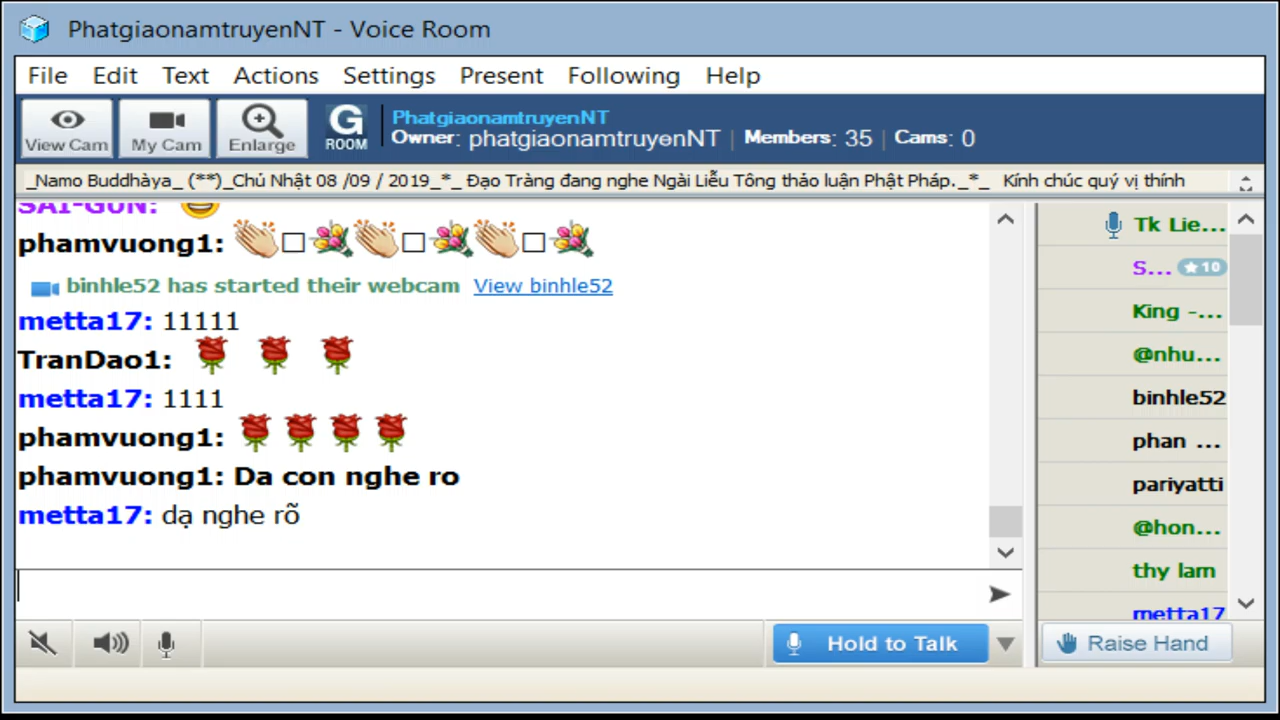 PhatgiaonamtruyenNT - Voice Room
File Edit Text Actions Settings Present Following Help
View Cam My Cam Enlarge G ROOM
PhatgiaonamtruyenNT
Owner: phatgiaonamtruyenNT | Members: 35 | Cams: 0
_Namo Buddhàya_ (**)_Chủ Nhật 08 /09 / 2019_*_ Đạo Tràng đang nghe Ngài Liễu Tông thảo luận Phật Pháp._*_ Kính chúc quý vị thính
SAI-GON:
phamvuong1:
binhle52 has started their webcam View binhle52
metta17: 11111
TranDao1:
metta17: 1111
phamvuong1:
phamvuong1: Da con nghe ro
metta17: dạ nghe rõ
Tk Lie...
S... 10
King -...
@nhu...
binhle52
phan ...
pariyatti
@hon...
thy lam
metta17
Hold to Talk
Raise Hand